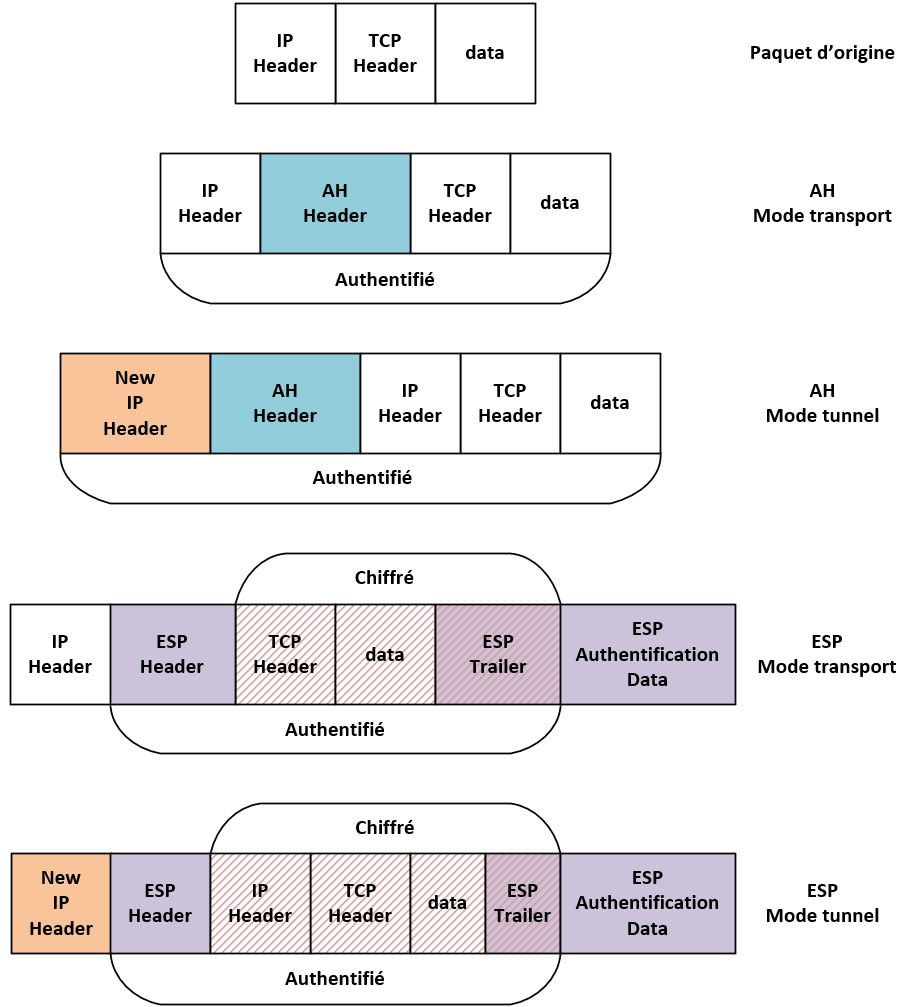 IP
Header
TCP
Header
data
Paquet d’origine
IP
Header
AH
Header
TCP
Header
data
AH
Mode transport
Authentifié
New
IP
Header
AH
Header
IP
Header
TCP
Header
data
AH
Mode tunnel
Authentifié
Chiffré
IP
Header
ESP
Header
TCP
Header
data
ESP
Trailer
ESP
Authentification
Data
ESP
Mode transport
Authentifié
Chiffré
New
IP
Header
ESP
Header
IP
Header
TCP
Header
data
ESP
Trailer
ESP
Authentification
Data
ESP
Mode tunnel
Authentifié